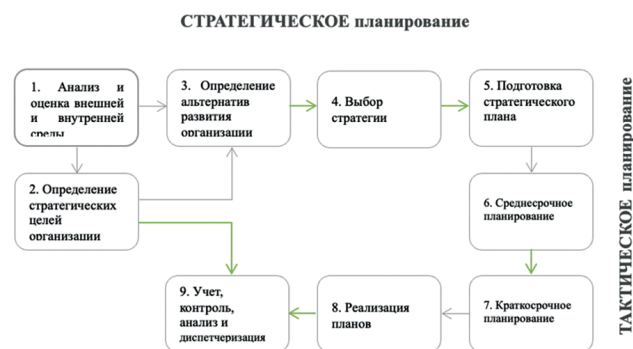 СТРАТЕГИЧЕСКОЕ планирование
1. Анализ и
оценка внешней
и внутренней
среды
3. Определение
альтернатив
развития
организации
4. Выбор
стратегии
5. Подготовка
стратегического
плана
2. Определение
стратегических
целей
организации
6. Среднесрочное
планирование
9. Учет,
контроль,
анализ и
диспетчеризация
8. Реализация
планов
7. Краткосрочное
планирование
ТАКТИЧЕСКОЕ планирование